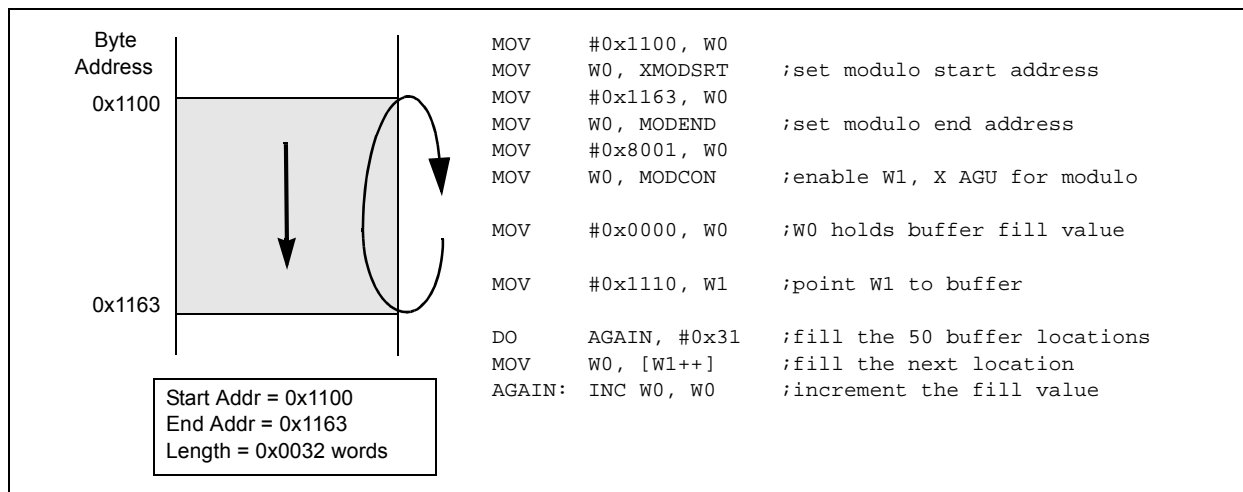 Byte
Address
0x1100
0x1163
Start Addr = 0x1100
End Addr = 0x1163
Length = 0x0032 words
MOV #0x1100, W0
MOV W0, XMODSRT ;set modulo start address
MOV #0x1163, W0
MOV W0, MODEND ;set modulo end address
MOV #0x8001, W0
MOV W0, MODCON ;enable W1, X AGU for modulo
MOV #0x0000, W0 ;W0 holds buffer fill value
MOV #0x1110, W1 ;point W1 to buffer
DO AGAIN, #0x31 ;fill the 50 buffer locations
MOV W0, [W1++] ;fill the next location
AGAIN: INC W0, W0 ;increment the fill value